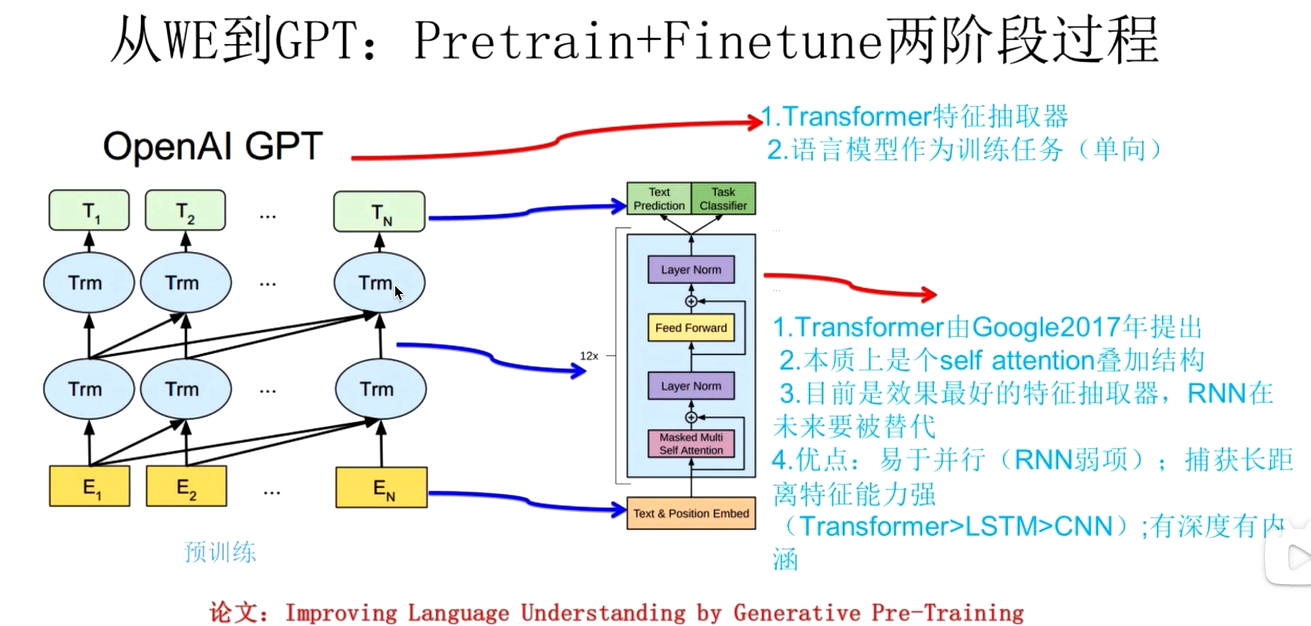 从WE到GPT：Pretrain+Finetune两阶段过程
OpenAI GPT
1.Transformer特征抽取器
2.语言模型作为训练任务（单向）
T1
T2
...
TN
Text Prediction
Task Classifier
Trm
Trm
...
Trm
Layer Norm
Feed Forward
12x
Trm
Trm
...
Trm
Layer Norm
Masked Multi
Self Attention
E1
E2
...
EN
Text & Position Embed
1.Transformer由Google2017年提出
2.本质上是个self attention叠加结构
3.目前是效果最好的特征抽取器，RNN在
未来要被替代
4.优点：易于并行（RNN弱项）；捕获长距
离特征能力强
（Transformer>LSTM>CNN）;有深度有内
涵
预训练
论文：Improving Language Understanding by Generative Pre-Training